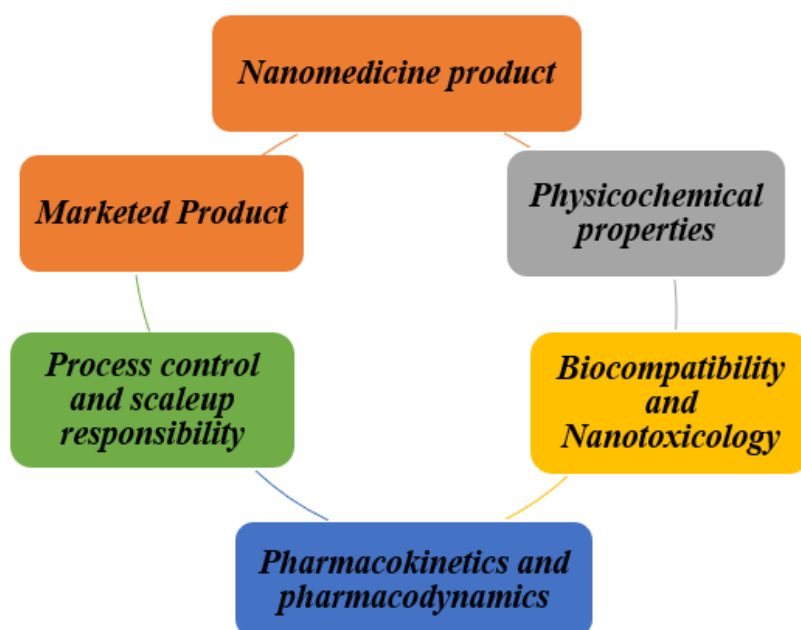 Nanomedicine product
Marketed Product
Physicochemical
properties
Process control
and scaleup
responsibility
Biocompatibility
and
Nanotoxicology
Pharmacokinetics and
pharmacodynamics